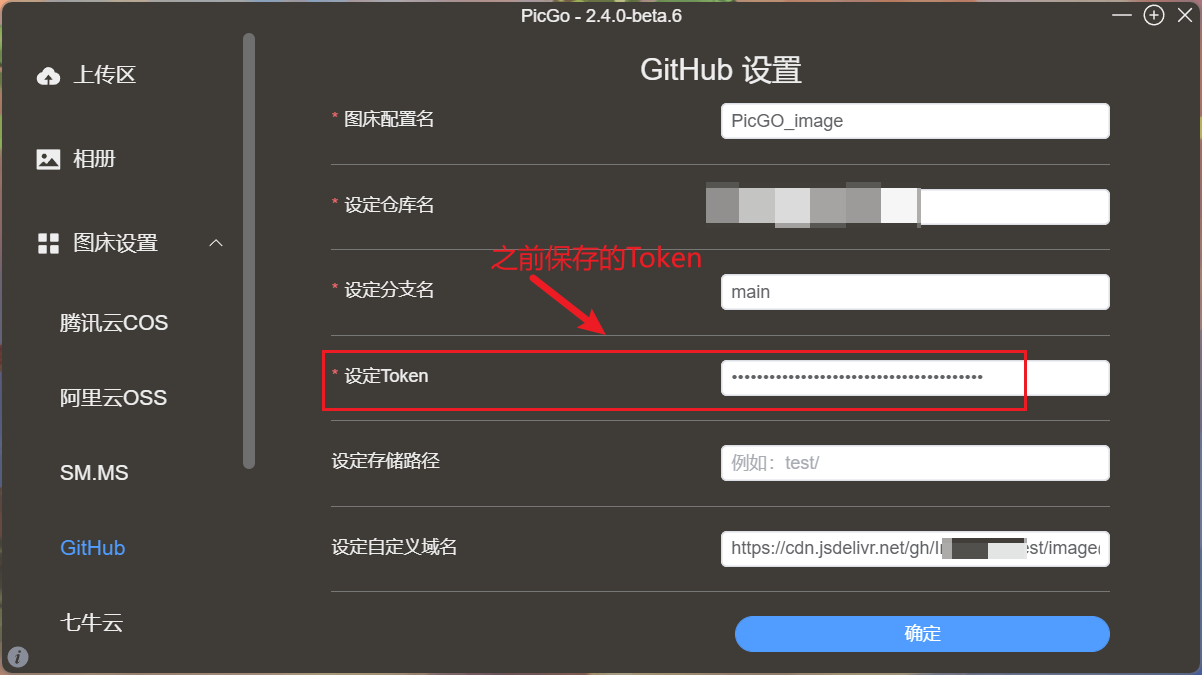 PicGo - 2.4.0-beta.6
上传区
相册
图床设置
腾讯云COS
阿里云OSS
SM.MS
GitHub
七牛云
GitHub 设置
* 图床配置名
PicGO_image
* 设定仓库名
之前保存的Token
* 设定分支名
main
* 设定Token
••••••••••••••••••••••••••••••••••••••••
设定存储路径
例如：test/
设定自定义域名
https://cdn.jsdelivr.net/gh/ st/image
确定